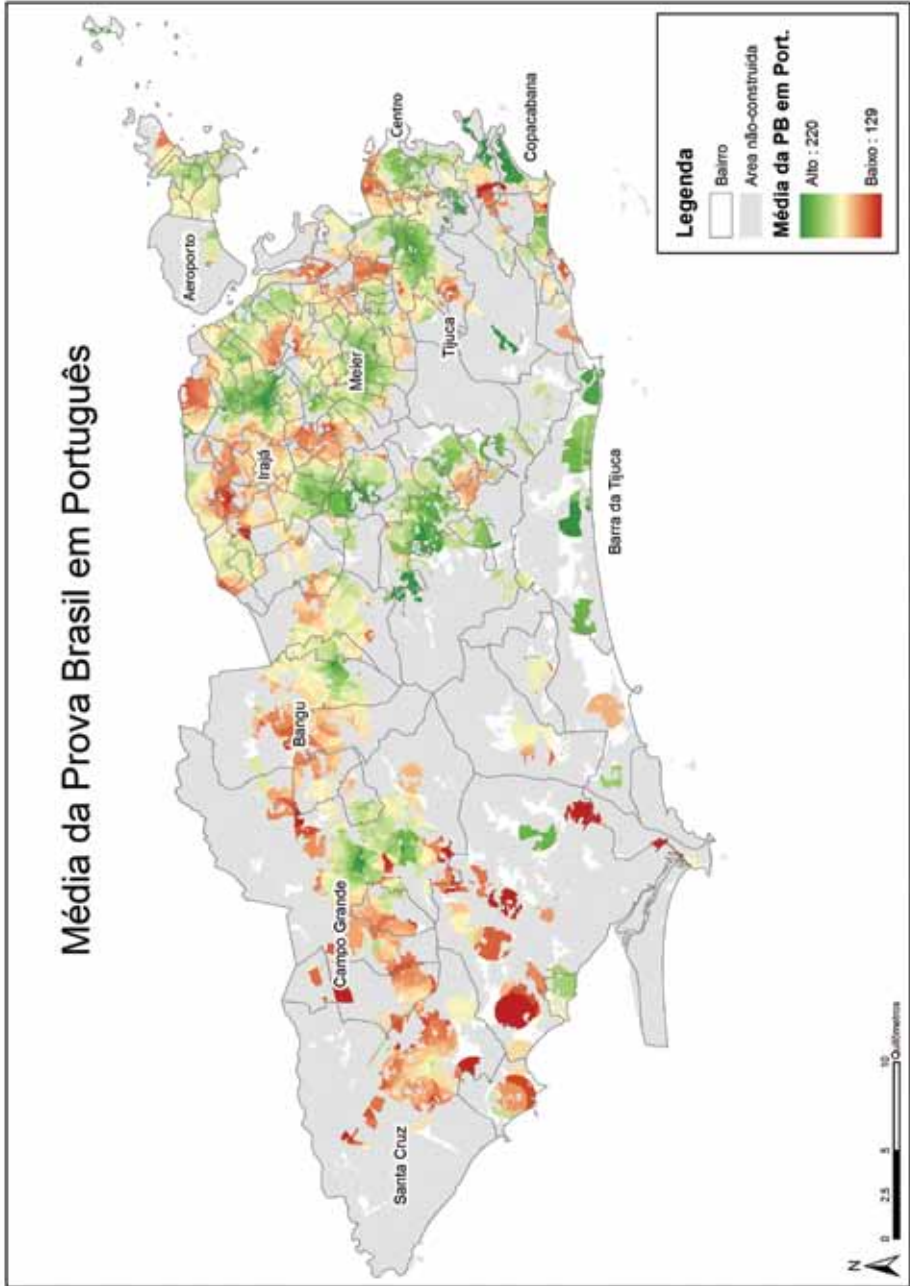 Média da Prova Brasil em Português
Aeroporto
Centro
Copacabana
Irajá
Meier
Tijuca
Bangu
Barra da Tijuca
Campo Grande
Santa Cruz
Legenda
Bairro
Área não-construída
Média da PB em Port.
Alto : 220
Baixo : 129
N
0 2.5 5 10
Quilômetros